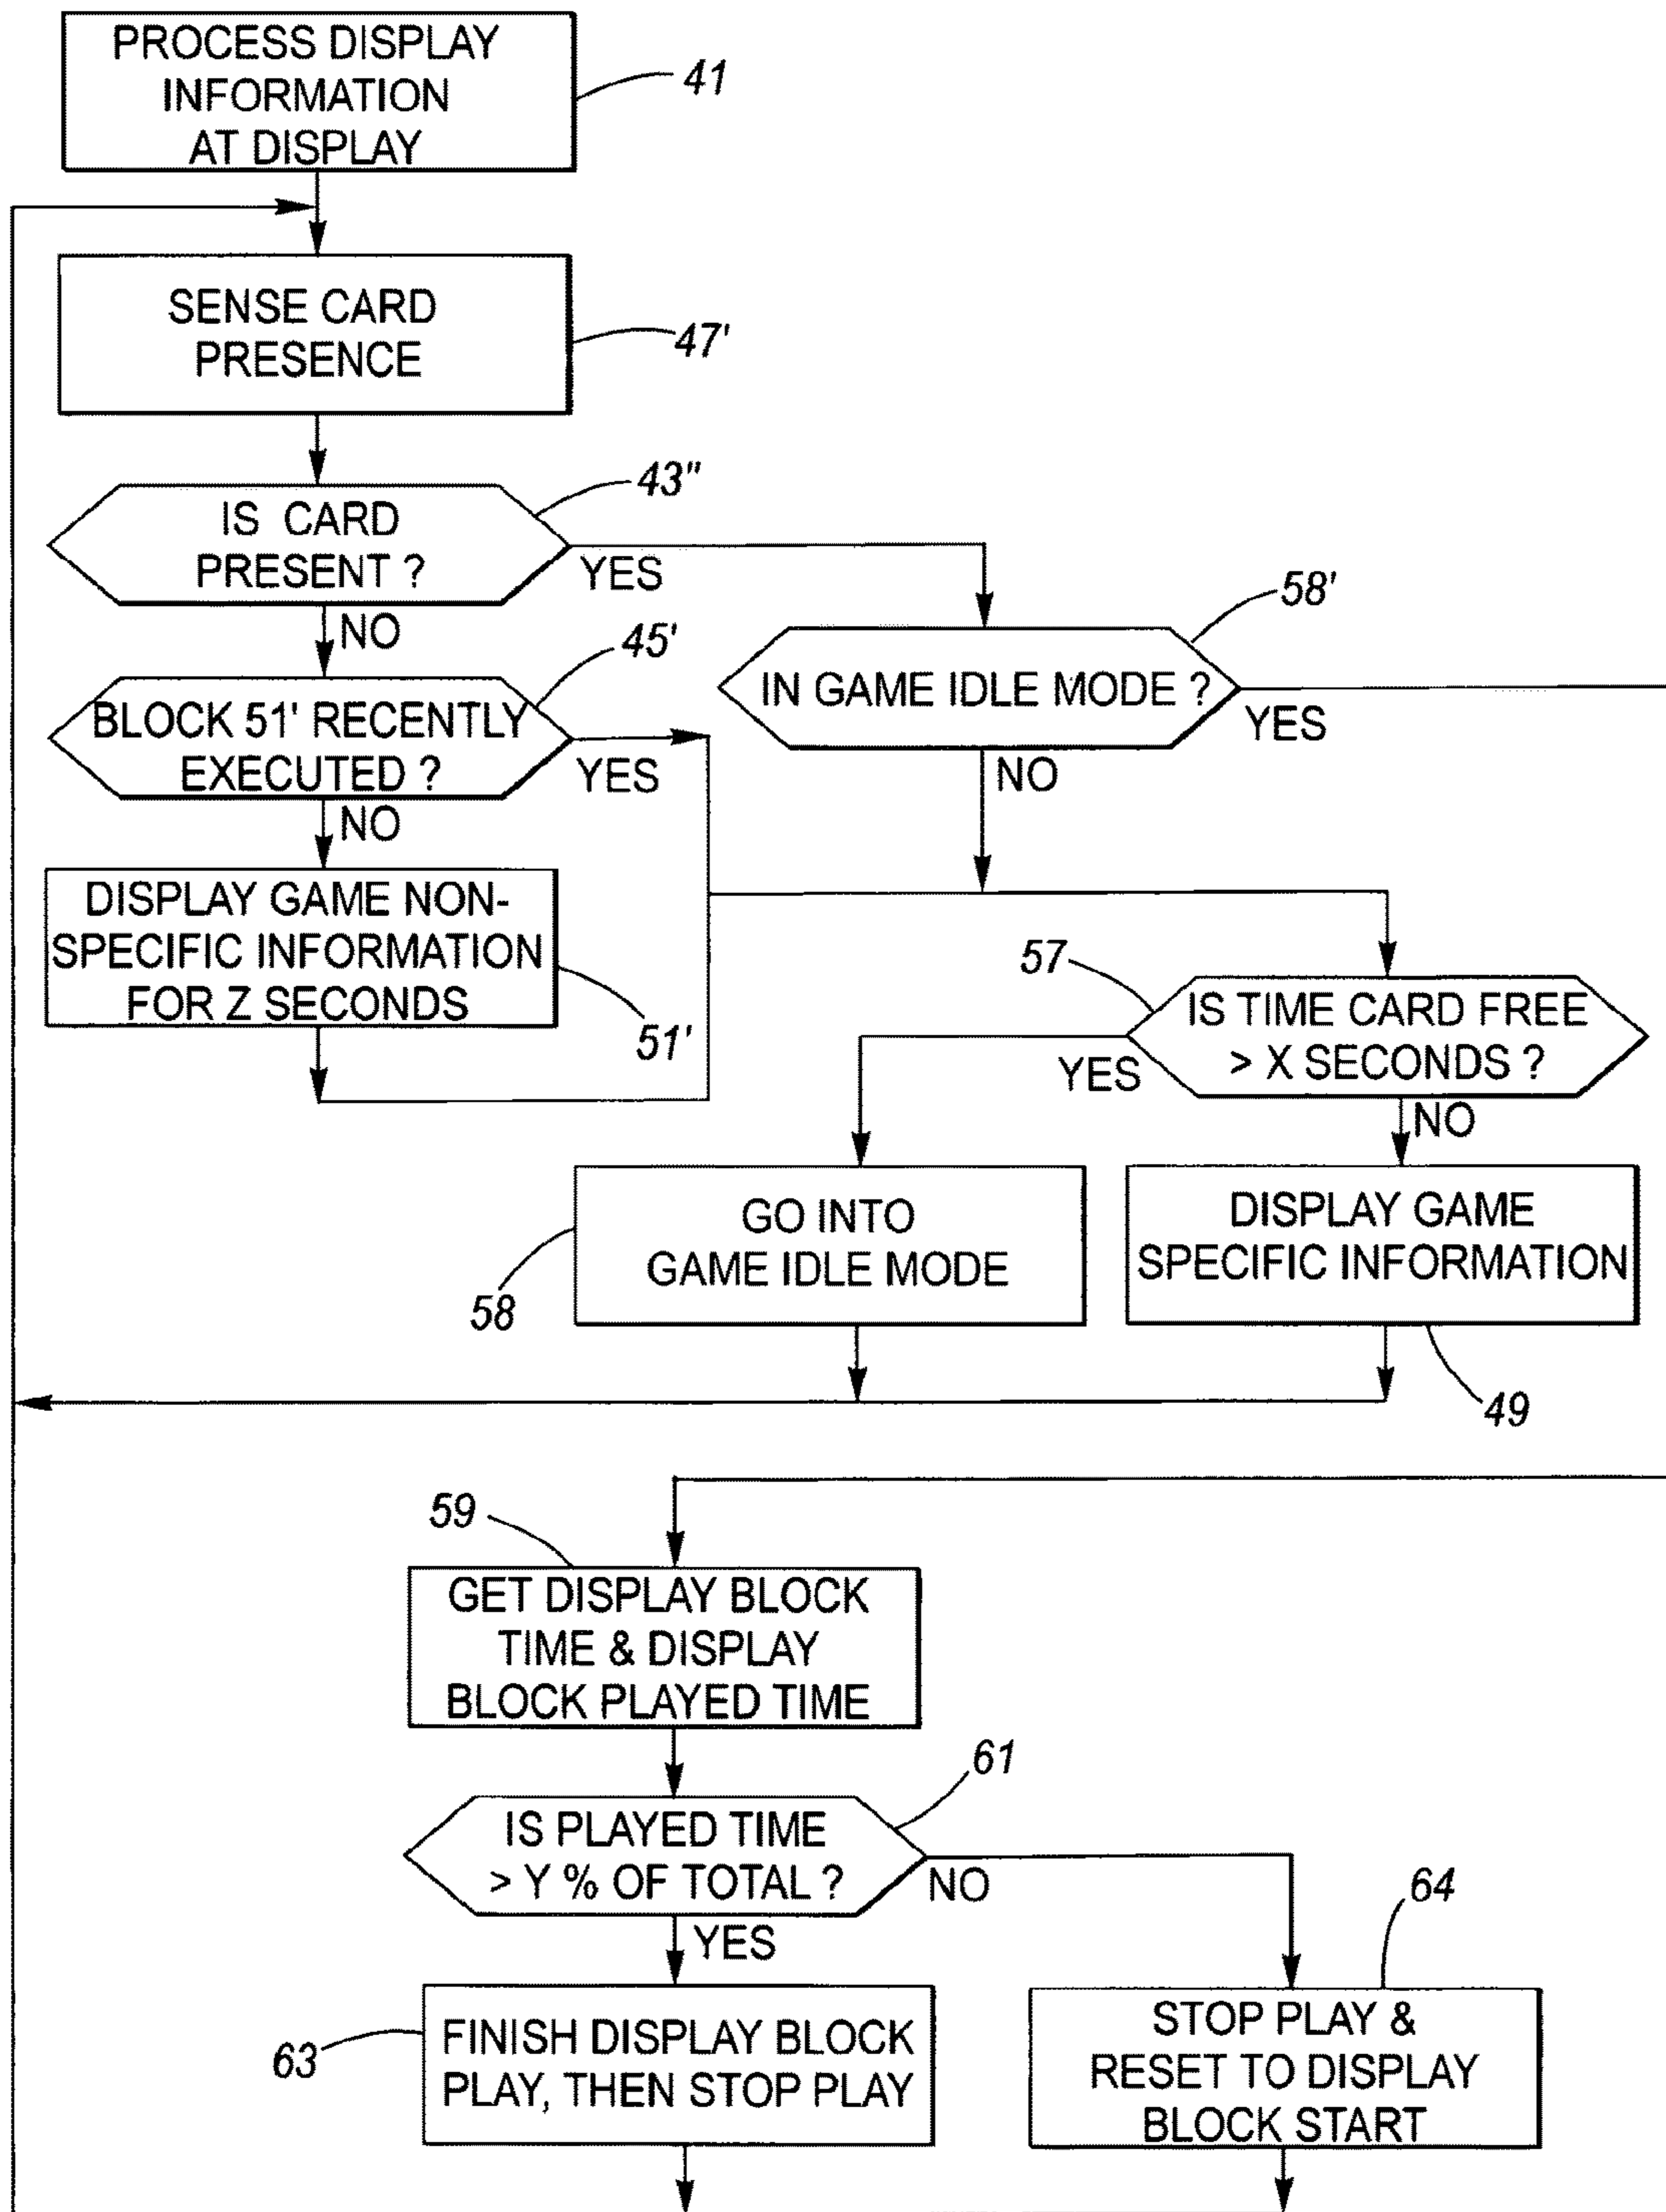 PROCESS DISPLAY
INFORMATION
AT DISPLAY
41
SENSE CARD
PRESENCE
47'
43"
IS CARD
PRESENT ?
YES
NO
58'
45'
IN GAME IDLE MODE ?
YES
NO
BLOCK 51' RECENTLY
EXECUTED ?
YES
NO
DISPLAY GAME NON-
SPECIFIC INFORMATION
FOR Z SECONDS
51'
57
IS TIME CARD FREE
> X SECONDS ?
YES
NO
GO INTO
GAME IDLE MODE
58
DISPLAY GAME
SPECIFIC INFORMATION
49
59
GET DISPLAY BLOCK
TIME & DISPLAY
BLOCK PLAYED TIME
61
IS PLAYED TIME
> Y % OF TOTAL ?
NO
YES
64
63
FINISH DISPLAY BLOCK
PLAY, THEN STOP PLAY
STOP PLAY &
RESET TO DISPLAY
BLOCK START